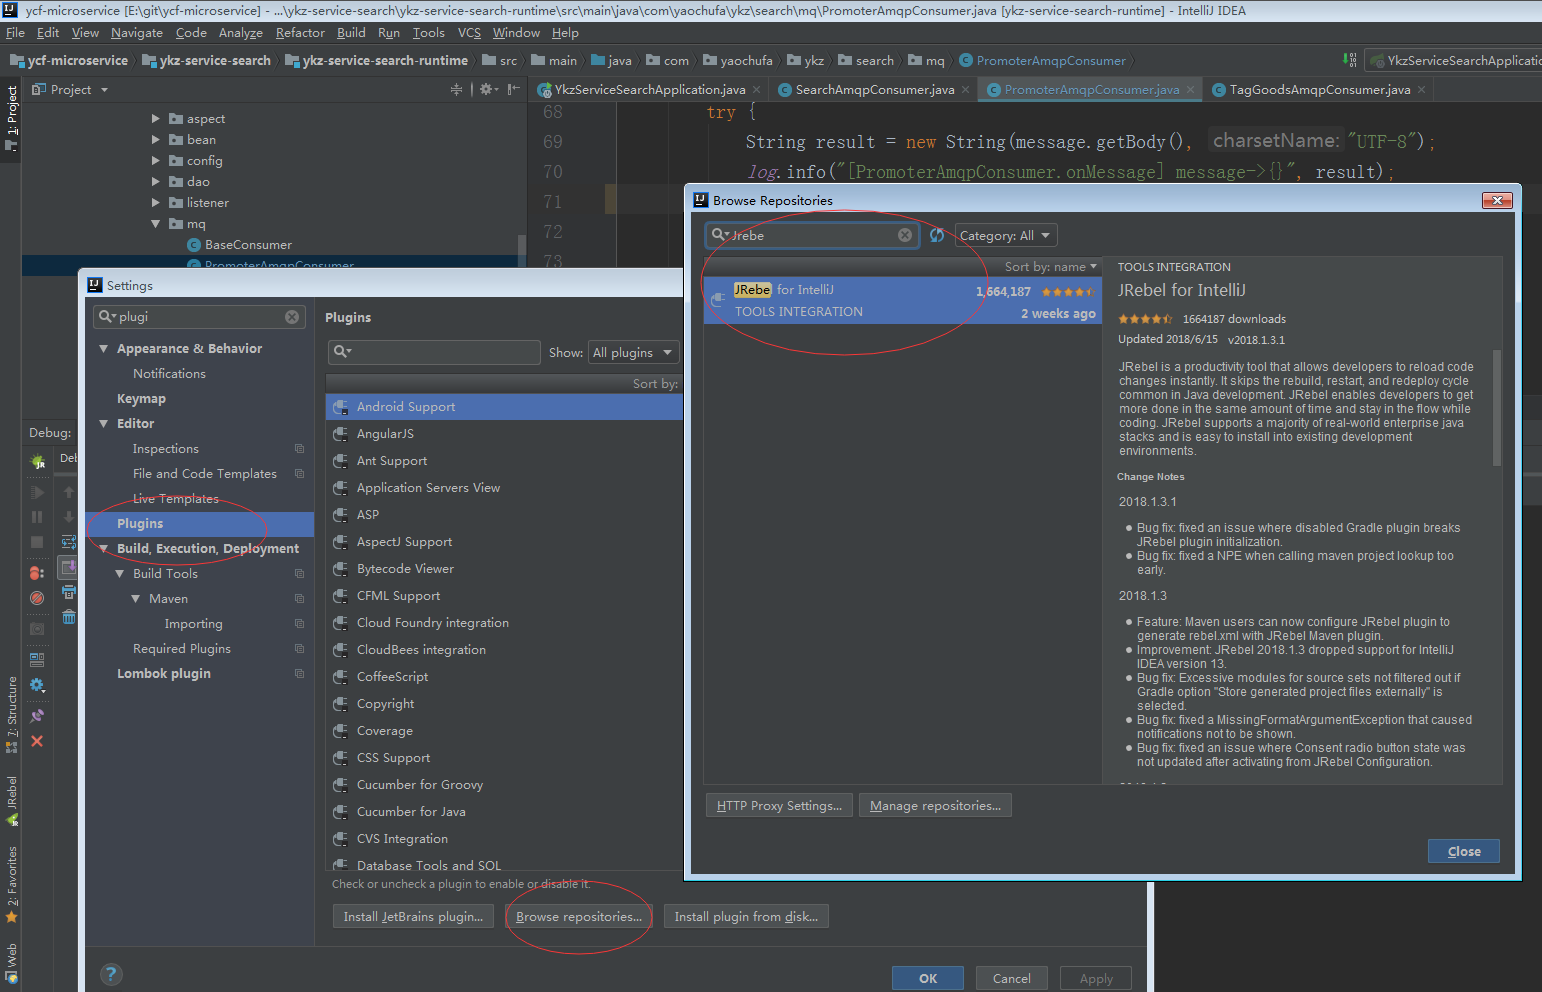 ycf-microservice [E:\git\ycf-microservice] - ...\ykz-service-search\ykz-service-search-runtime\src\main\java\com\yaochufa\ykz\search\mq\PromoterAmqpConsumer.java [ykz-service-search-runtime] - IntelliJ IDEA
File Edit View Navigate Code Analyze Refactor Build Run Tools VCS Window Help
ycf-microservice ykz-service-search ykz-service-search-runtime src main java com yaochufa ykz search mq PromoterAmqpConsumer
YkzServiceSearchApplicatio
1: Project
Project
YkzServiceSearchApplication.java SearchAmqpConsumer.java PromoterAmqpConsumer.java TagGoodsAmqpConsumer.java
aspect
bean
config
dao
listener
mq
BaseConsumer
PromoterAmqpConsumer
68 try {
69 String result = new String(message.getBody(), charsetName: "UTF-8");
70 log.info("[PromoterAmqpConsumer.onMessage] message->{}", result);
71
72
73
Debug:
Deb
7: Structure
JRebel
2: Favorites
Web
Settings
plugi
Appearance & Behavior
Notifications
Keymap
Editor
Inspections
File and Code Templates
Live Templates
Plugins
Build, Execution, Deployment
Build Tools
Maven
Importing
Required Plugins
Lombok plugin
Plugins
Show: All plugins
Sort by:
Android Support
AngularJS
Ant Support
Application Servers View
ASP
AspectJ Support
Bytecode Viewer
CFML Support
Cloud Foundry integration
CloudBees integration
CoffeeScript
Copyright
Coverage
CSS Support
Cucumber for Groovy
Cucumber for Java
CVS Integration
Database Tools and SQL
Check or uncheck a plugin to enable or disable it.
Install JetBrains plugin... Browse repositories... Install plugin from disk...
OK Cancel Apply
Browse Repositories
Jrebe
Category: All
Sort by: name
JRebel for IntelliJ 1,664,187
TOOLS INTEGRATION 2 weeks ago
TOOLS INTEGRATION
JRebel for IntelliJ
1664187 downloads
Updated 2018/6/15 v2018.1.3.1
JRebel is a productivity tool that allows developers to reload code
changes instantly. It skips the rebuild, restart, and redeploy cycle
common in Java development. JRebel enables developers to get
more done in the same amount of time and stay in the flow while
coding. JRebel supports a majority of real-world enterprise java
stacks and is easy to install into existing development
environments.
Change Notes
2018.1.3.1
Bug fix: fixed an issue where disabled Gradle plugin breaks
JRebel plugin initialization.
Bug fix: fixed a NPE when calling maven project lookup too
early.
2018.1.3
Feature: Maven users can now configure JRebel plugin to
generate rebel.xml with JRebel Maven plugin.
Improvement: JRebel 2018.1.3 dropped support for IntelliJ
IDEA version 13.
Bug fix: Excessive modules for source sets not filtered out if
Gradle option "Store generated project files externally" is
selected.
Bug fix: fixed a MissingFormatArgumentException that caused
notifications not to be shown.
Bug fix: fixed an issue where Consent radio button state was
not updated after activating from JRebel Configuration.
HTTP Proxy Settings... Manage repositories...
Close